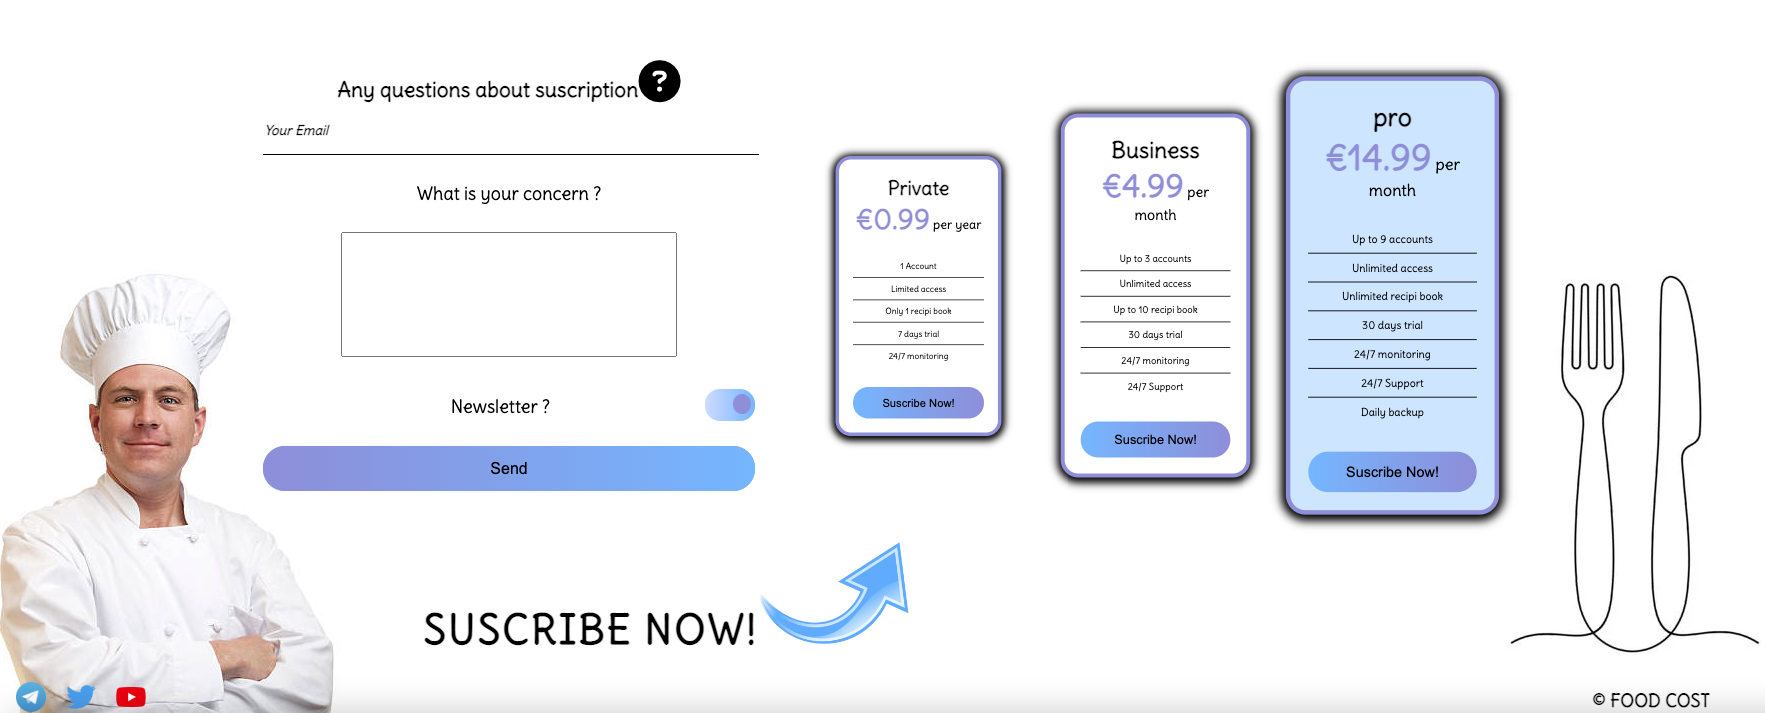 Any questions about suscription?
Your Email
What is your concern ?
Newsletter ?
Send
SUSCRIBE NOW!
Private
€0.99 per year
1 Account
Limited access
Only 1 recipi book
7 days trial
24/7 monitoring
Suscribe Now!
Business
€4.99 per
month
Up to 3 accounts
Unlimited access
Up to 10 recipi book
30 days trial
24/7 monitoring
24/7 Support
Suscribe Now!
pro
€14.99 per
month
Up to 9 accounts
Unlimited access
Unlimited recipi book
30 days trial
24/7 monitoring
24/7 Support
Daily backup
Suscribe Now!
© FOOD COST